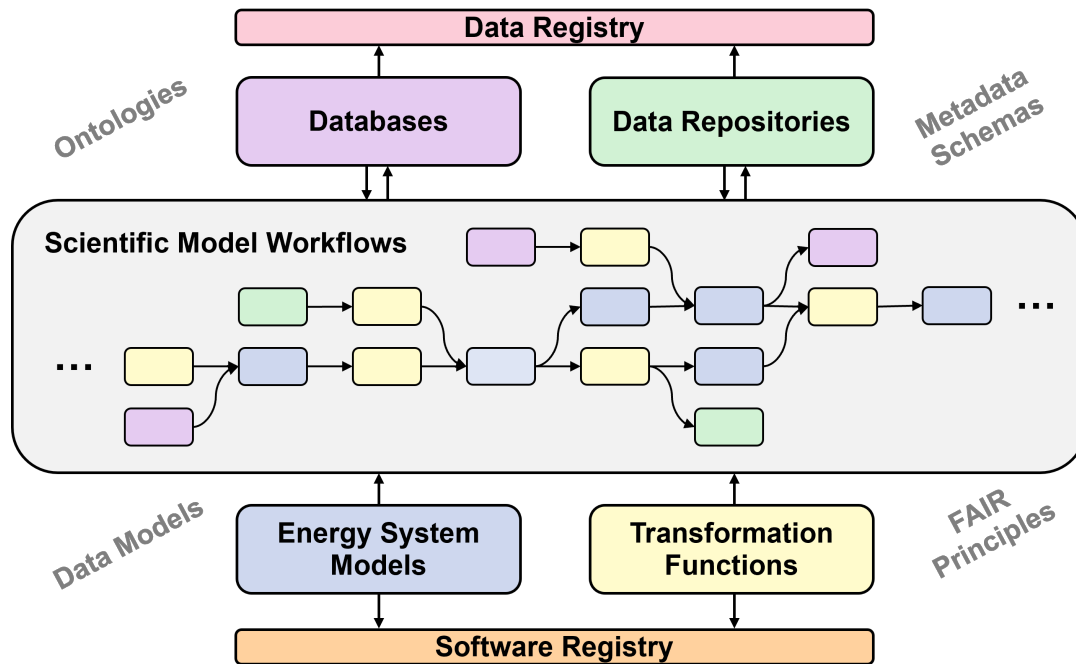 Data Registry
Ontologies
Databases
Data Repositories
Metadata
Schemas
Scientific Model Workflows
...
...
Data Models
Energy System
Models
Transformation
Functions
FAIR
Principles
Software Registry